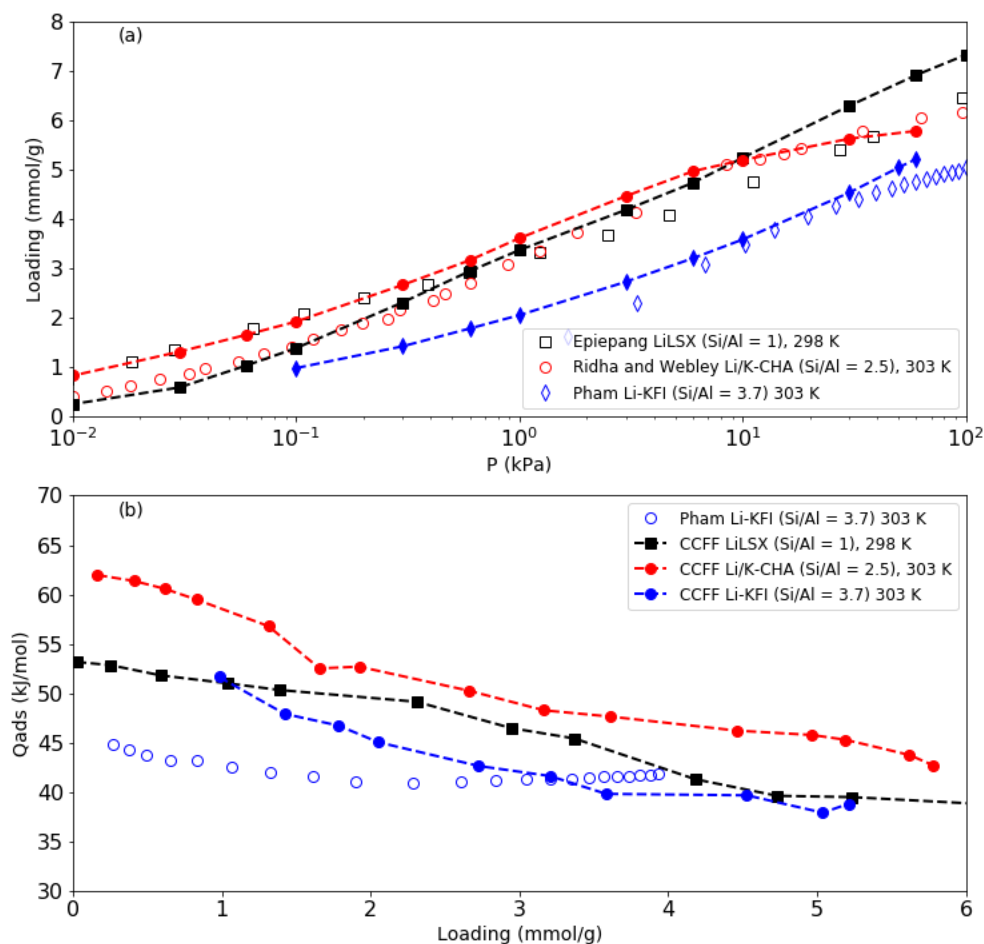 (a)
8
7
6
5
4
3
2
1
0
Loading (mmol/g)
Epiepang LiLSX (Si/Al = 1), 298 K
Ridha and Webley Li/K-CHA (Si/Al = 2.5), 303 K
Pham Li-KFI (Si/Al = 3.7) 303 K
10⁻² 10⁻¹ 10⁰ 10¹ 10²
P (kPa)
(b)
70
65
60
55
50
45
40
35
30
Qads (kJ/mol)
Pham Li-KFI (Si/Al = 3.7) 303 K
CCFF LiLSX (Si/Al = 1), 298 K
CCFF Li/K-CHA (Si/Al = 2.5), 303 K
CCFF Li-KFI (Si/Al = 3.7) 303 K
0 1 2 3 4 5 6
Loading (mmol/g)